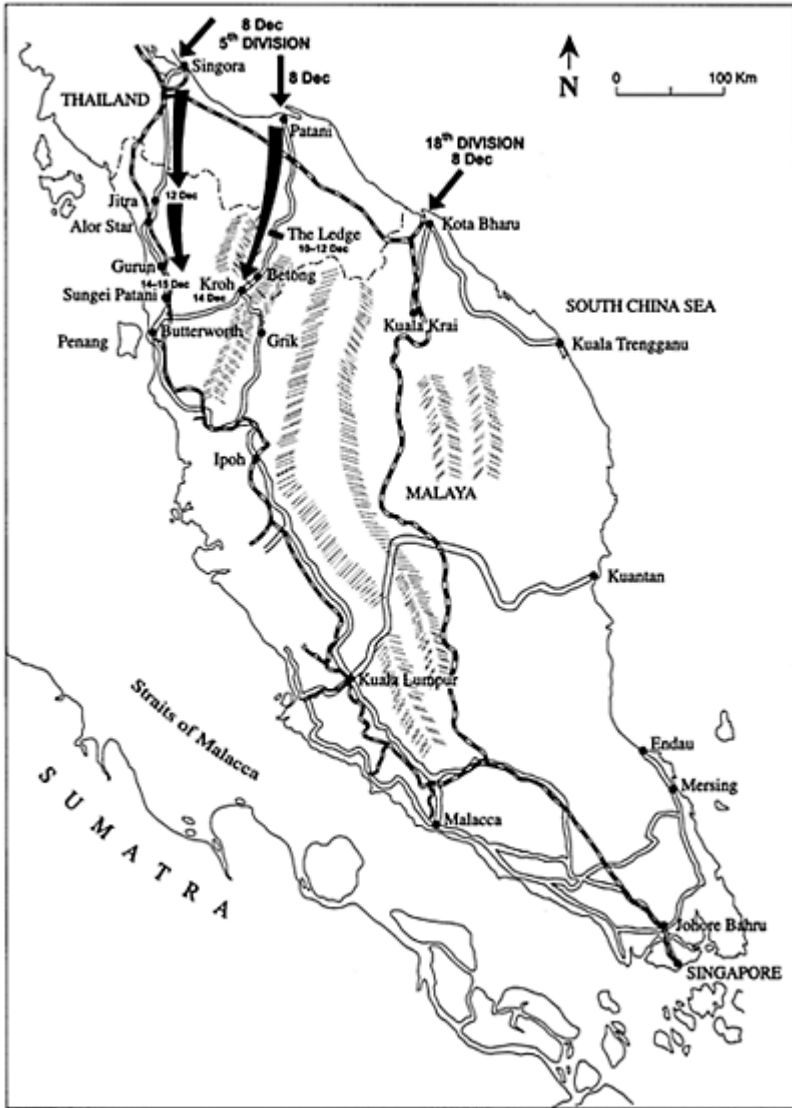 8 Dec
5th DIVISION
Singora
8 Dec
N
0 100 Km
THAILAND
Patani
18th DIVISION
8 Dec
Jitra
12 Dec
Alor Star
Kota Bharu
The Ledge
10–12 Dec
Gurun
14–15 Dec
Kroh
14 Dec
Betong
Sungei Patani
SOUTH CHINA SEA
Penang
Butterworth
Grik
Kuala Krai
Kuala Trengganu
Ipoh
MALAYA
Kuantan
Kuala Lumpur
Straits of Malacca
Endau
Mersing
SUMATRA
Malacca
Johore Bahru
SINGAPORE